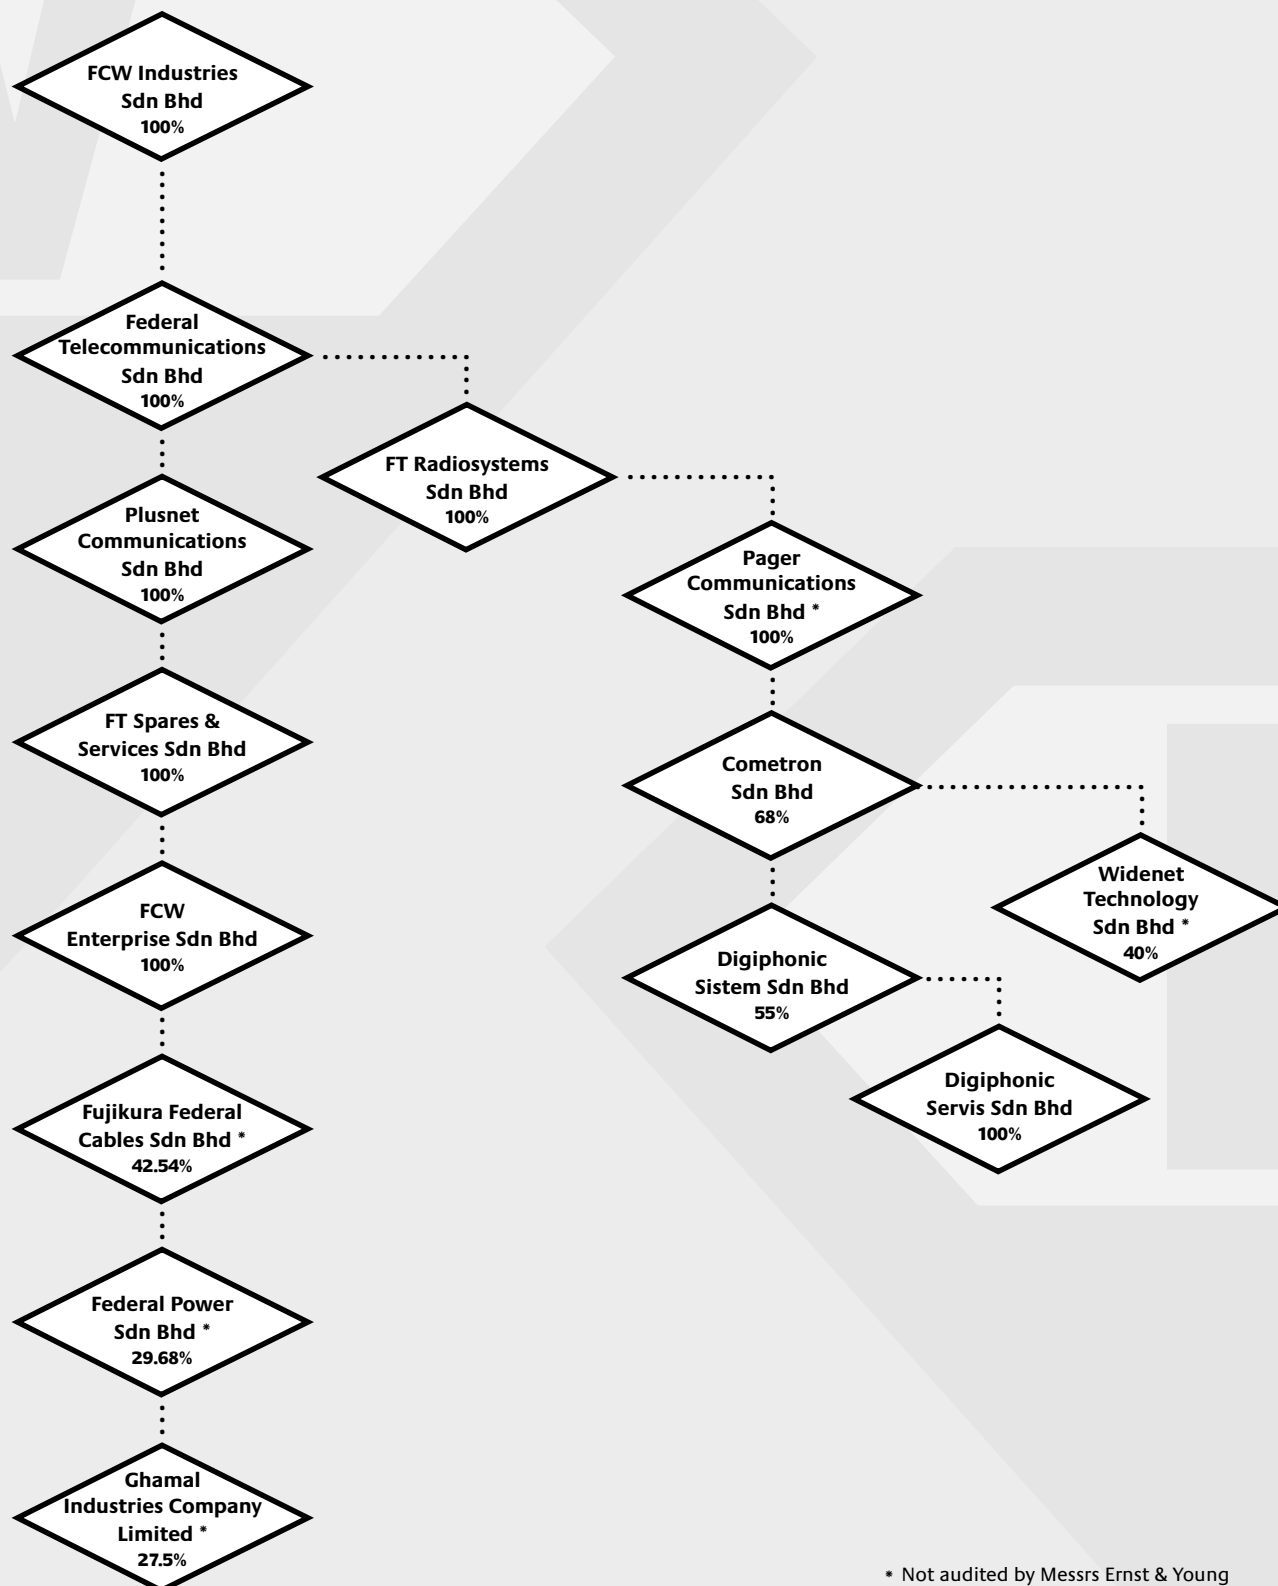 FCW Industries
Sdn Bhd
100%
Federal
Telecommunications
Sdn Bhd
100%
FT Radiosystems
Sdn Bhd
100%
Plusnet
Communications
Sdn Bhd
100%
Pager
Communications
Sdn Bhd *
100%
FT Spares &
Services Sdn Bhd
100%
Cometron
Sdn Bhd
68%
Widenet
Technology
Sdn Bhd *
40%
FCW
Enterprise Sdn Bhd
100%
Digiphonic
Sistem Sdn Bhd
55%
Digiphonic
Servis Sdn Bhd
100%
Fujikura Federal
Cables Sdn Bhd *
42.54%
Federal Power
Sdn Bhd *
29.68%
Ghamal
Industries Company
Limited *
27.5%
* Not audited by Messrs Ernst & Young